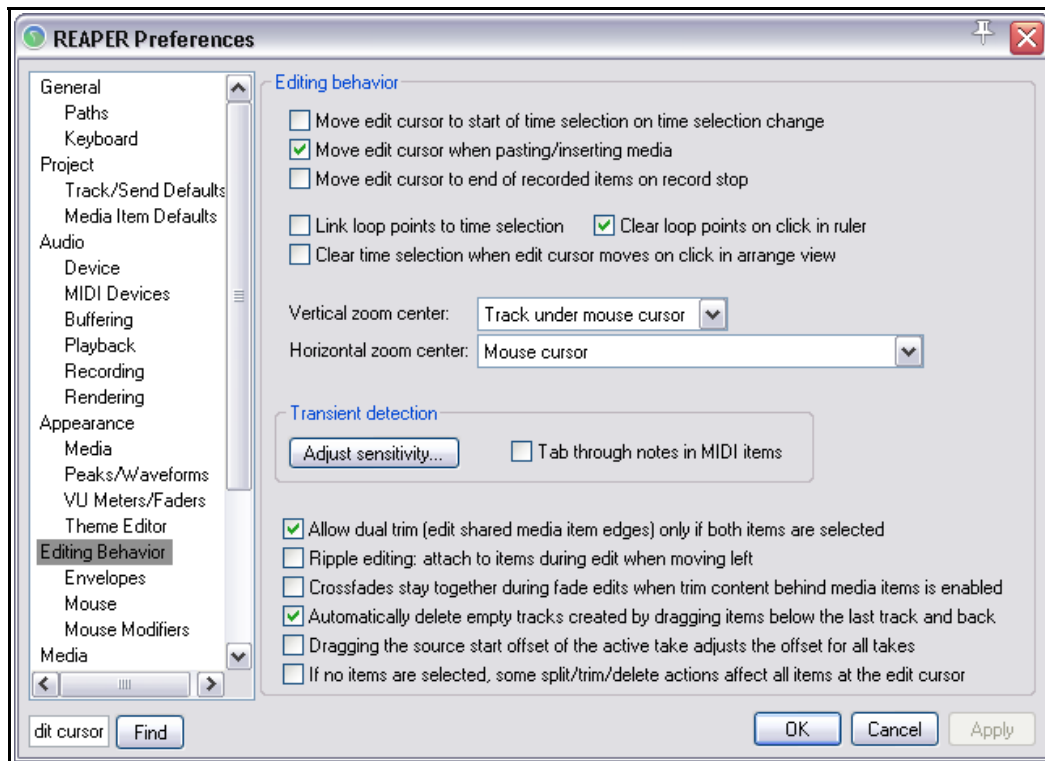 REAPER Preferences
General
Paths
Keyboard
Project
Track/Send Defaults
Media Item Defaults
Audio
Device
MIDI Devices
Buffering
Playback
Recording
Rendering
Appearance
Media
Peaks/Waveforms
VU Meters/Faders
Theme Editor
Editing Behavior
Envelopes
Mouse
Mouse Modifiers
Media
dit cursor Find
Editing behavior
Move edit cursor to start of time selection on time selection change
Move edit cursor when pasting/inserting media
Move edit cursor to end of recorded items on record stop
Link loop points to time selection Clear loop points on click in ruler
Clear time selection when edit cursor moves on click in arrange view
Vertical zoom center: Track under mouse cursor
Horizontal zoom center: Mouse cursor
Transient detection
Adjust sensitivity... Tab through notes in MIDI items
Allow dual trim (edit shared media item edges) only if both items are selected
Ripple editing: attach to items during edit when moving left
Crossfades stay together during fade edits when trim content behind media items is enabled
Automatically delete empty tracks created by dragging items below the last track and back
Dragging the source start offset of the active take adjusts the offset for all takes
If no items are selected, some split/trim/delete actions affect all items at the edit cursor
OK Cancel Apply